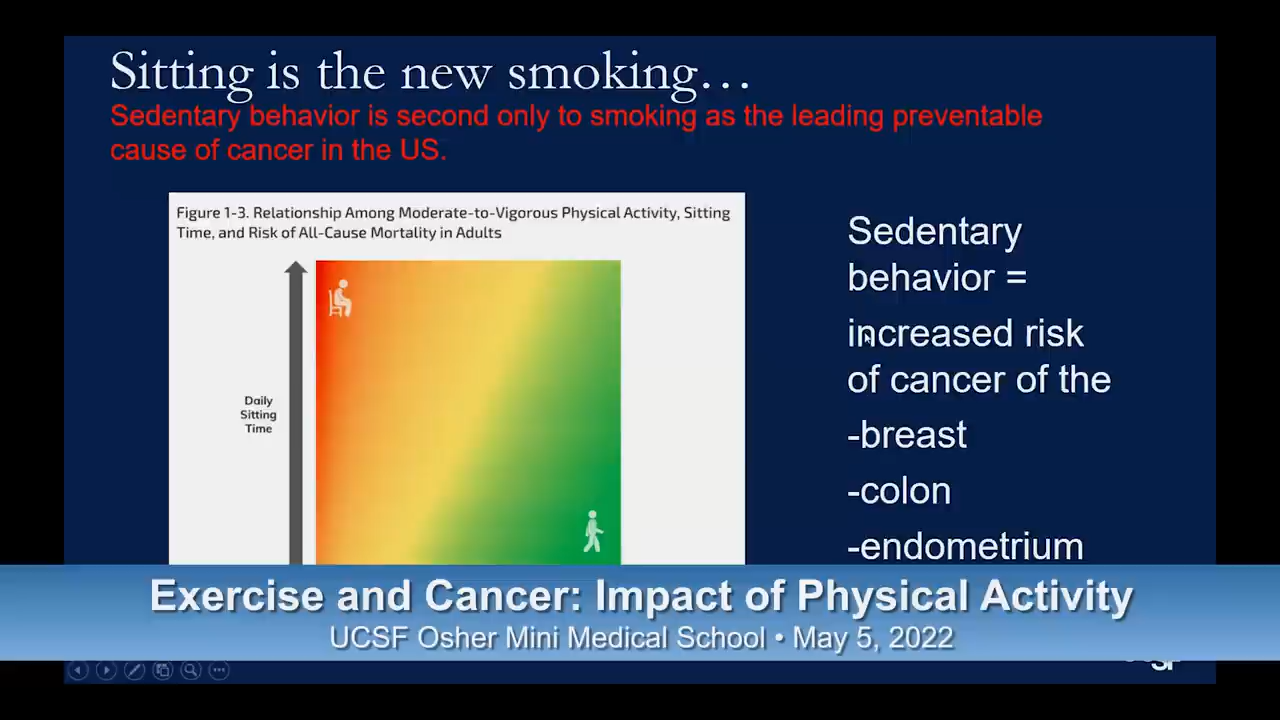 Sitting is the new smoking…
Sedentary behavior is second only to smoking as the leading preventable
cause of cancer in the US.
Figure 1-3. Relationship Among Moderate-to-Vigorous Physical Activity, Sitting
Time, and Risk of All-Cause Mortality in Adults
Daily
Sitting
Time
Sedentary
behavior =
increased risk
of cancer of the
-breast
-colon
-endometrium
Exercise and Cancer: Impact of Physical Activity
UCSF Osher Mini Medical School • May 5, 2022